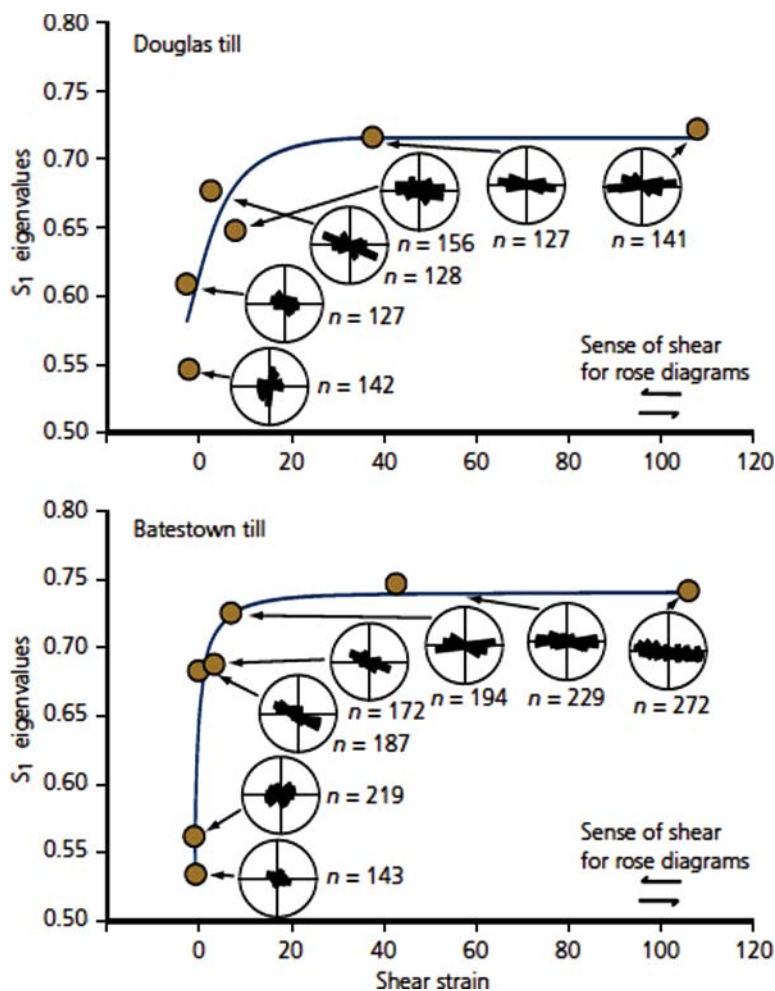 0.80
Douglas till
0.75
0.70
0.65
0.60
0.55
0.50
S1 eigenvalues
n = 156
n = 127
n = 141
n = 128
n = 127
n = 142
Sense of shear
for rose diagrams
0 20 40 60 80 100 120
0.80
Batestown till
0.75
0.70
0.65
0.60
0.55
0.50
S1 eigenvalues
n = 172
n = 194
n = 229
n = 272
n = 187
n = 219
n = 143
Sense of shear
for rose diagrams
0 20 40 60 80 100 120
Shear strain